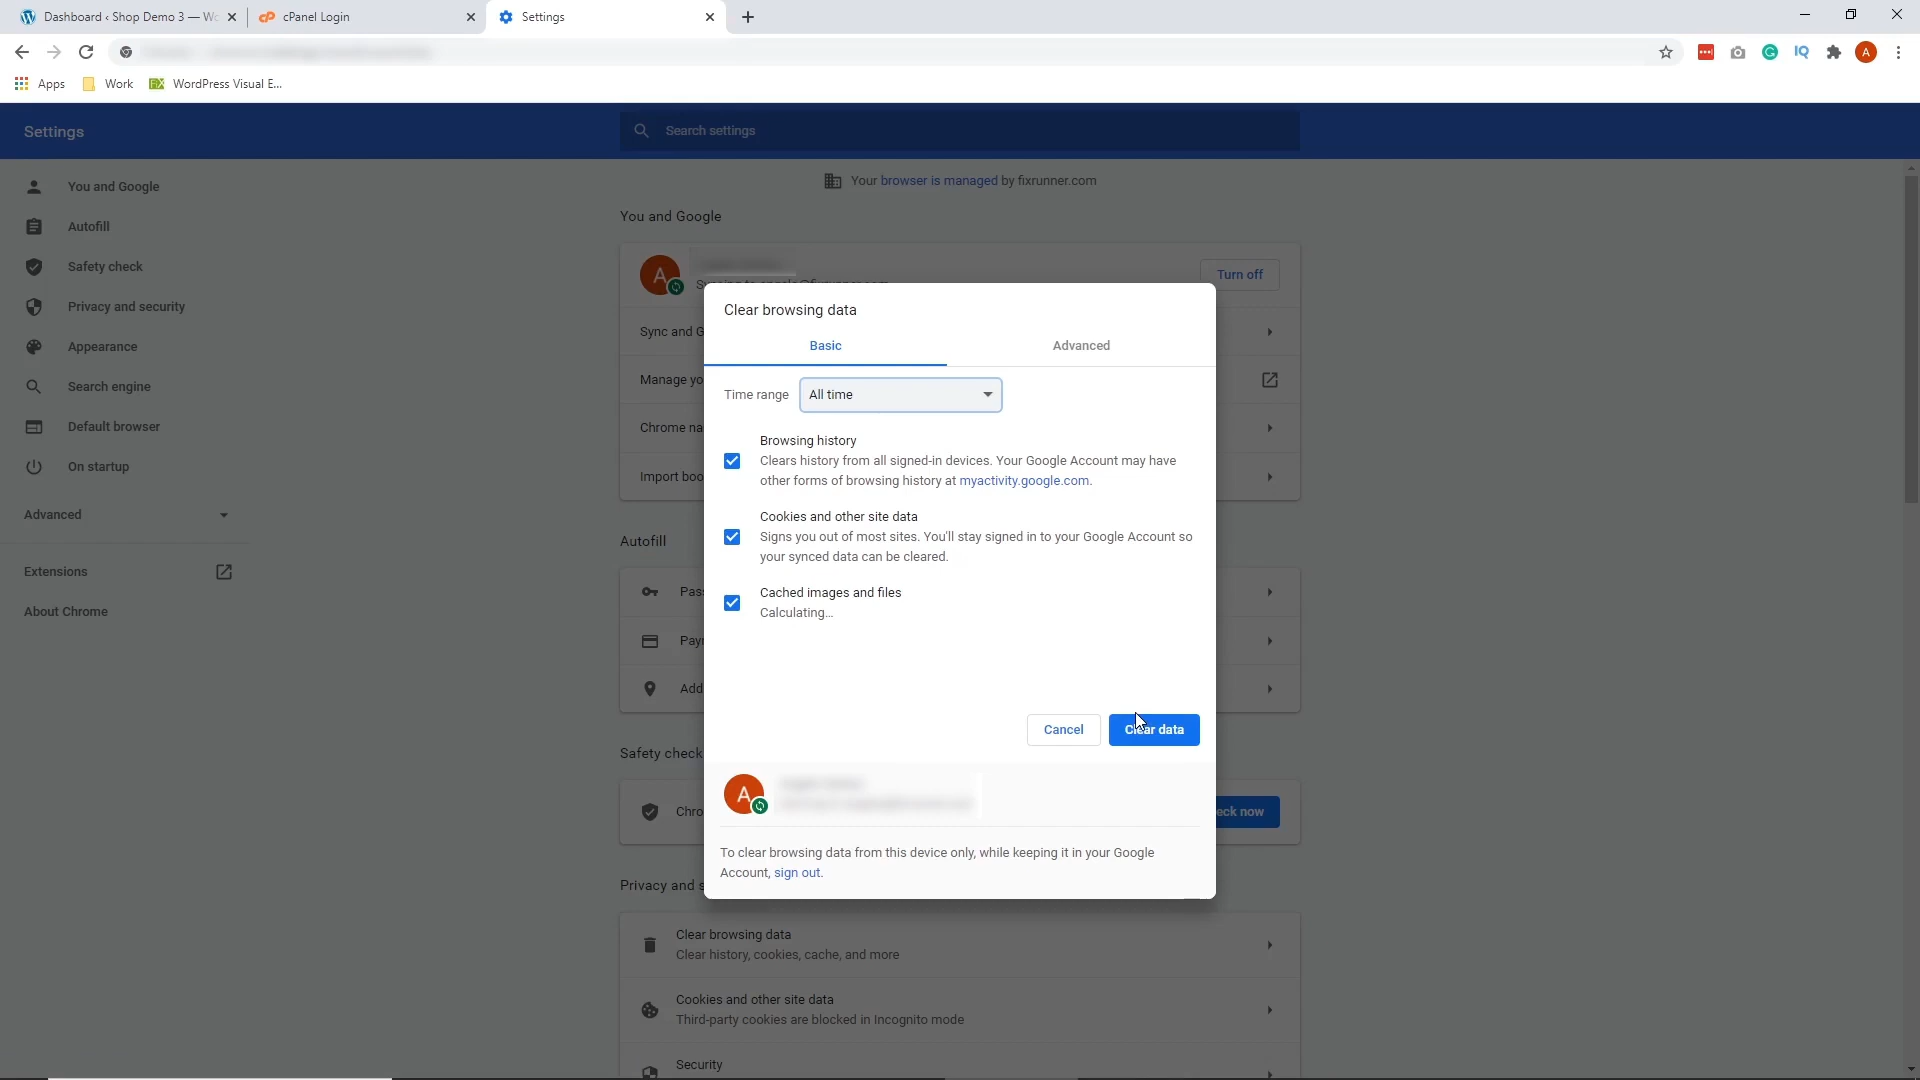 Dashboard ‹ Shop Demo 3 — Wo
cPanel Login
Settings
Apps
Work
WordPress Visual E...
Settings
Search settings
You and Google
Autofill
Safety check
Privacy and security
Appearance
Search engine
Default browser
On startup
Advanced
Extensions
About Chrome
Your browser is managed by fixrunner.com
You and Google
A
Turn off
Sync and G
Manage yo
Chrome na
Import boo
Autofill
Pass
Payr
Add
Safety check
Chro
eck now
Privacy and s
Clear browsing data
Clear history, cookies, cache, and more
Cookies and other site data
Third-party cookies are blocked in Incognito mode
Security
Clear browsing data
Basic
Advanced
Time range
All time
Browsing history
Clears history from all signed-in devices. Your Google Account may have
other forms of browsing history at myactivity.google.com.
Cookies and other site data
Signs you out of most sites. You'll stay signed in to your Google Account so
your synced data can be cleared.
Cached images and files
Calculating...
Cancel
Clear data
A
To clear browsing data from this device only, while keeping it in your Google
Account, sign out.